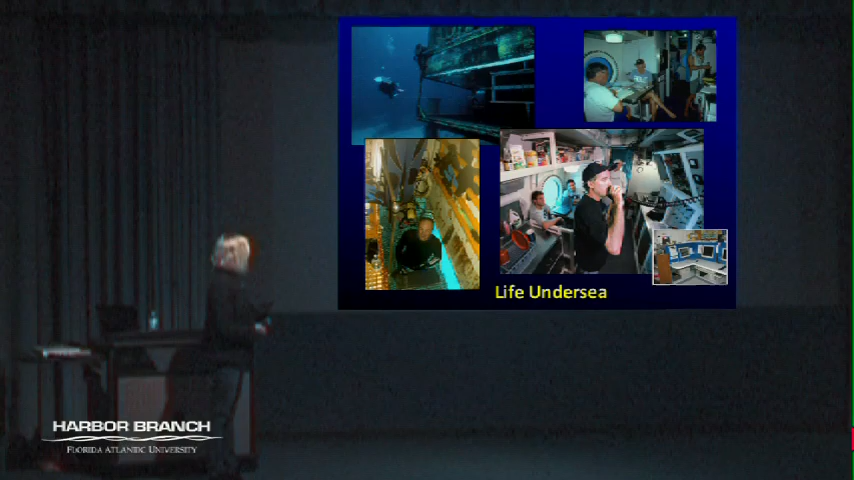 Life Undersea
HARBOR BRANCH
FLORIDA ATLANTIC UNIVERSITY